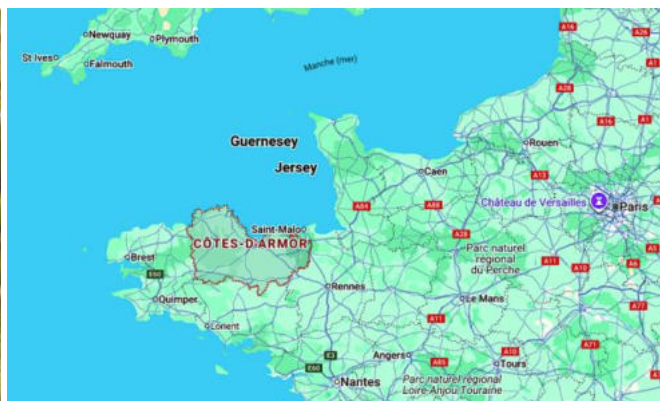 Newquay
Plymouth
St Ives
Falmouth
Manche (mer)
A16
A26
A1
A28
A16
A1
Guernesey
Jersey
Rouen
Caen
A13
A84
A88
Château de Versailles
Paris
Saint-Malo
CÔTES-D'ARMOR
A28
Parc naturel
régional
du Perche
A11
A10
A5
A6
Brest
E50
Quimper
Rennes
Le Mans
A77
Lorient
A11
E3
E60
Angers
A85
A10
Tours
A71
Nantes
Parc naturel régional
Loire-Anjou-Touraine